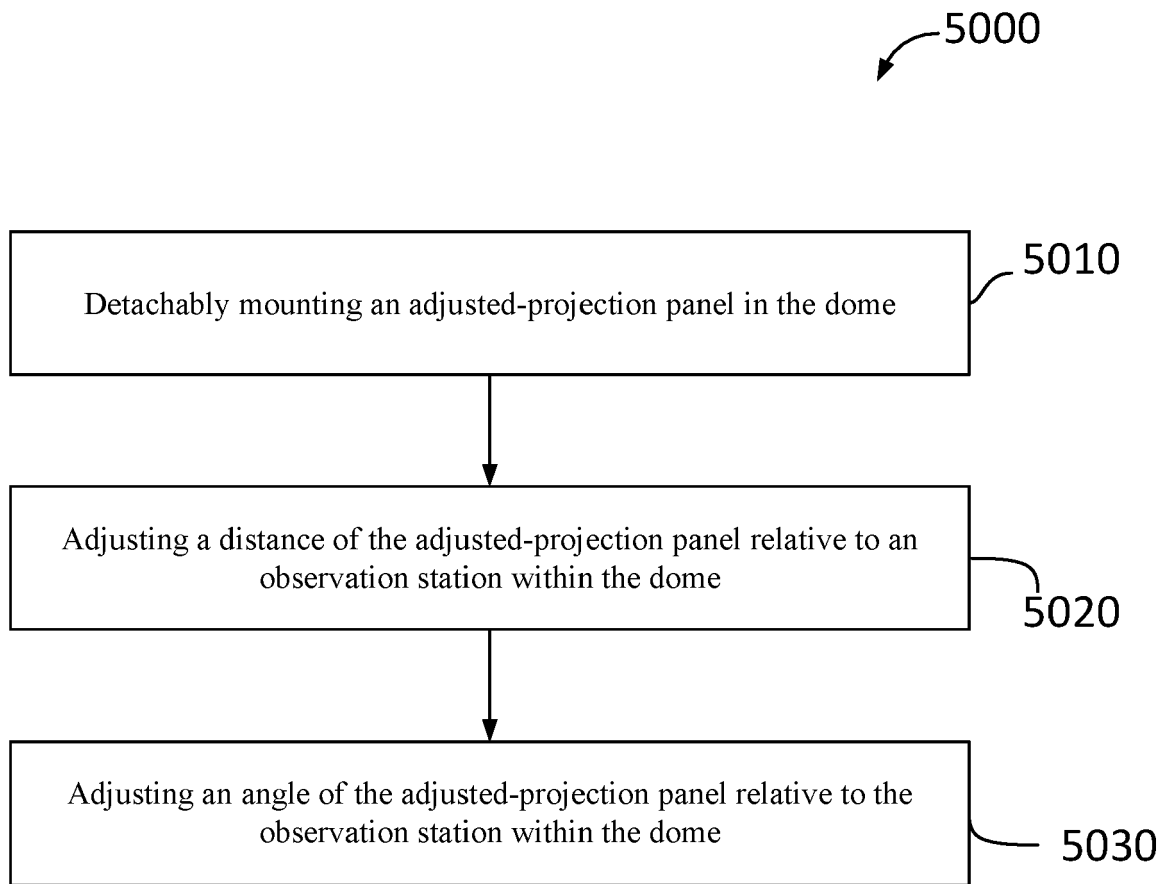 5000
Detachably mounting an adjusted-projection panel in the dome
5010
Adjusting a distance of the adjusted-projection panel relative to an
observation station within the dome
5020
Adjusting an angle of the adjusted-projection panel relative to the
observation station within the dome
5030